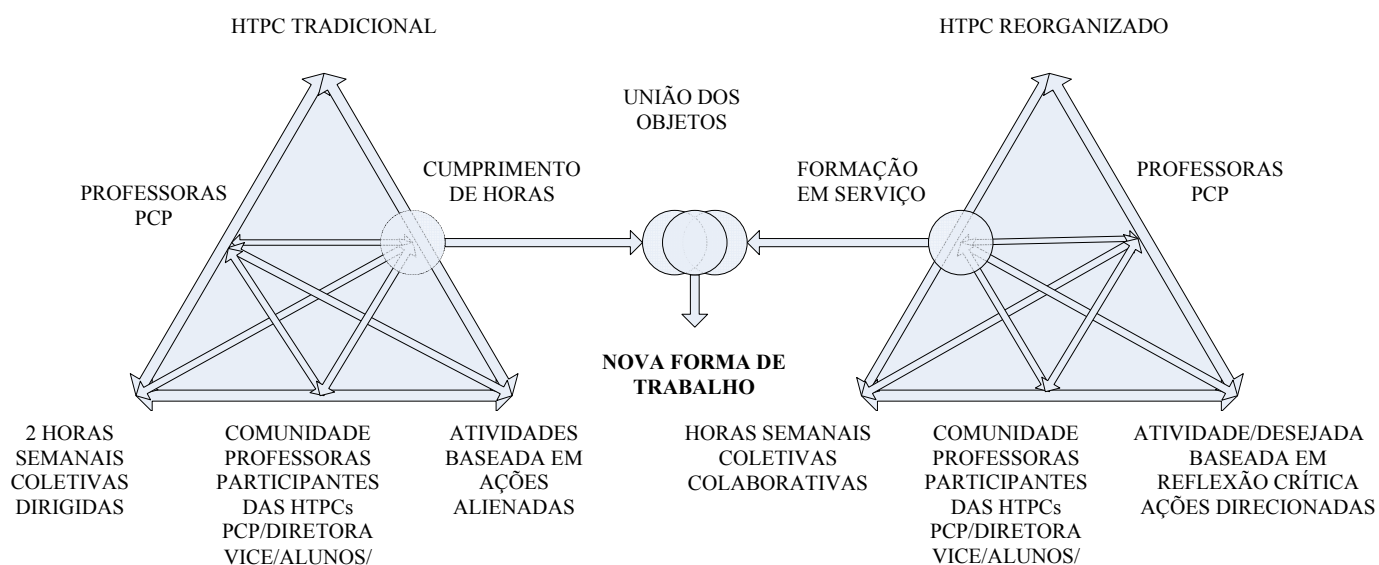 HTPC TRADICIONAL
HTPC REORGANIZADO
UNIÃO DOS
OBJETOS
PROFESSORAS
PCP
CUMPRIMENTO
DE HORAS
FORMAÇÃO
EM SERVIÇO
PROFESSORAS
PCP
NOVA FORMA DE
TRABALHO
2 HORAS
SEMANAIS
COLETIVAS
DIRIGIDAS
COMUNIDADE
PROFESSORAS
PARTICIPANTES
DAS HTPCs
PCP/DIRETORA
VICE/ALUNOS/
ATIVIDADES
BASEADA EM
AÇÕES
ALIENADAS
HORAS SEMANAIS
COLETIVAS
COLABORATIVAS
COMUNIDADE
PROFESSORAS
PARTICIPANTES
DAS HTPCs
PCP/DIRETORA
VICE/ALUNOS/
ATIVIDADE/DESEJADA
BASEADA EM
REFLEXÃO CRÍTICA
AÇÕES DIRECIONADAS